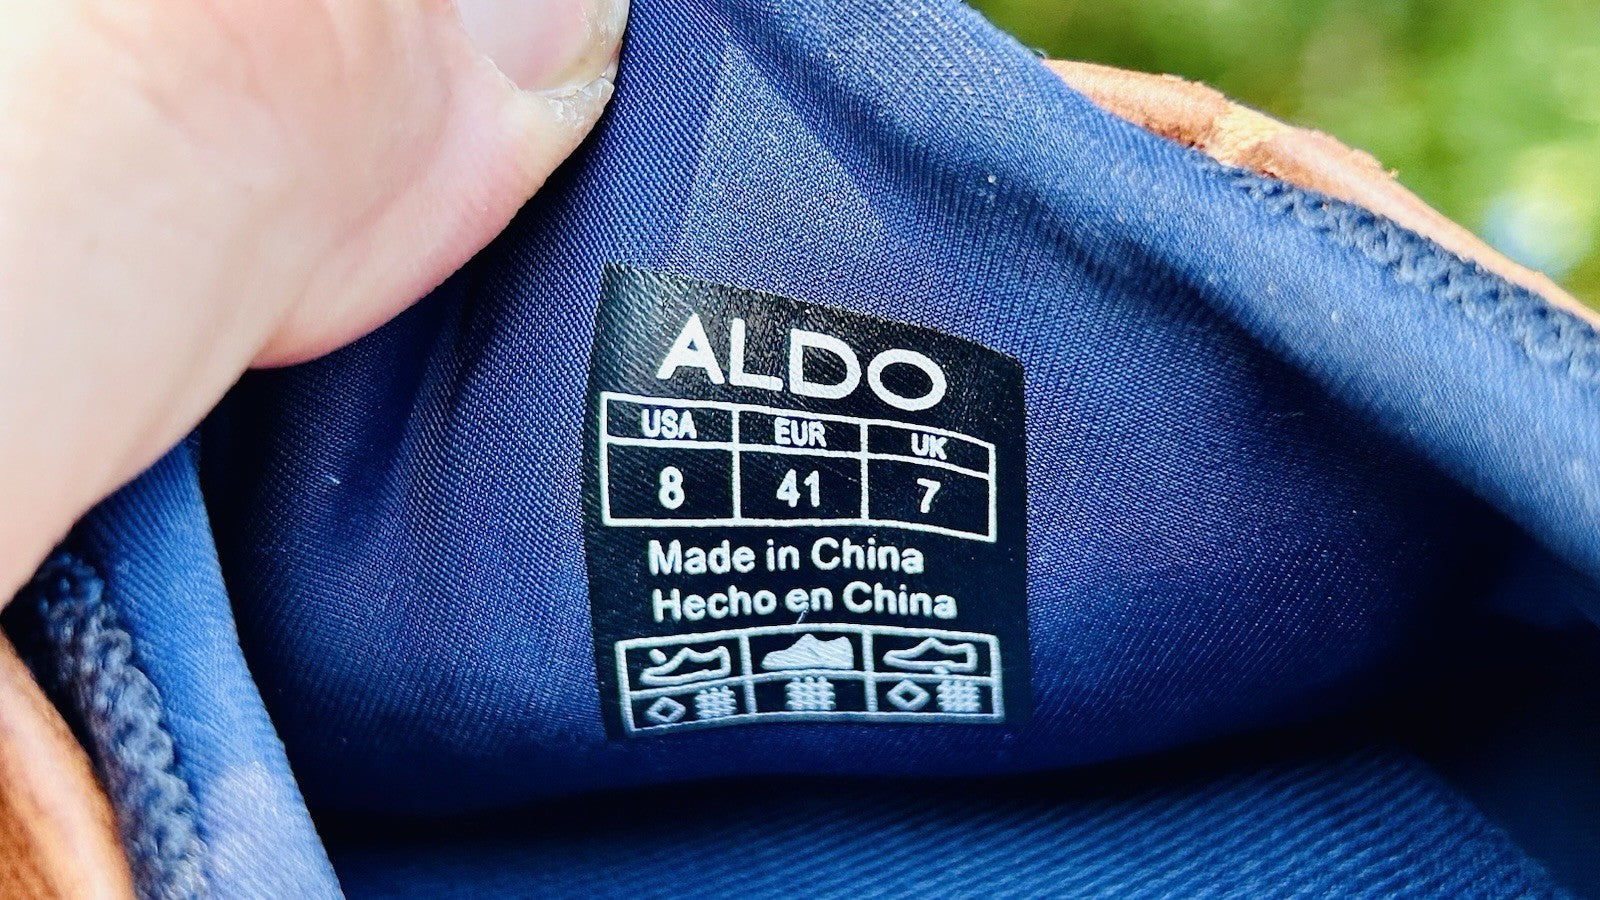 ALDO
USA EUR UK
8 41 7
Made in China
Hecho en China